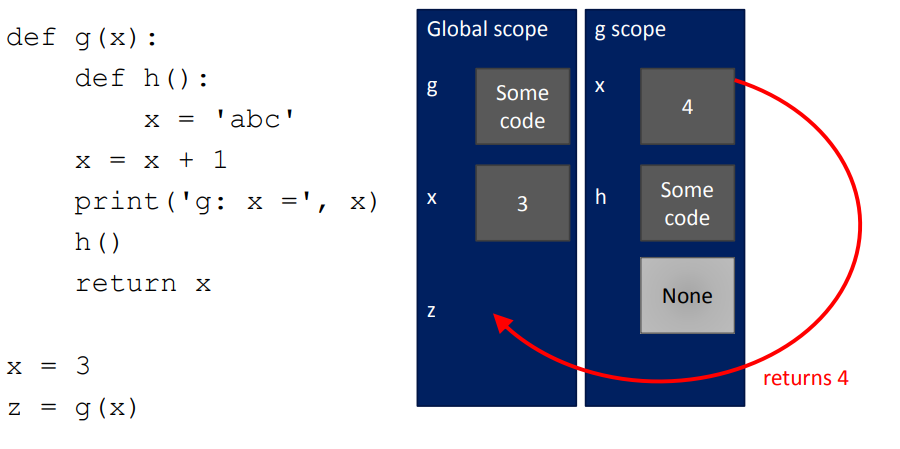 def g(x):
    def h():
        x = 'abc'
    x = x + 1
    print('g: x =', x)
    h()
    return x
x = 3
z = g(x)
Global scope
g
Some
code
x
3
z
g scope
x
4
h
Some
code
None
returns 4